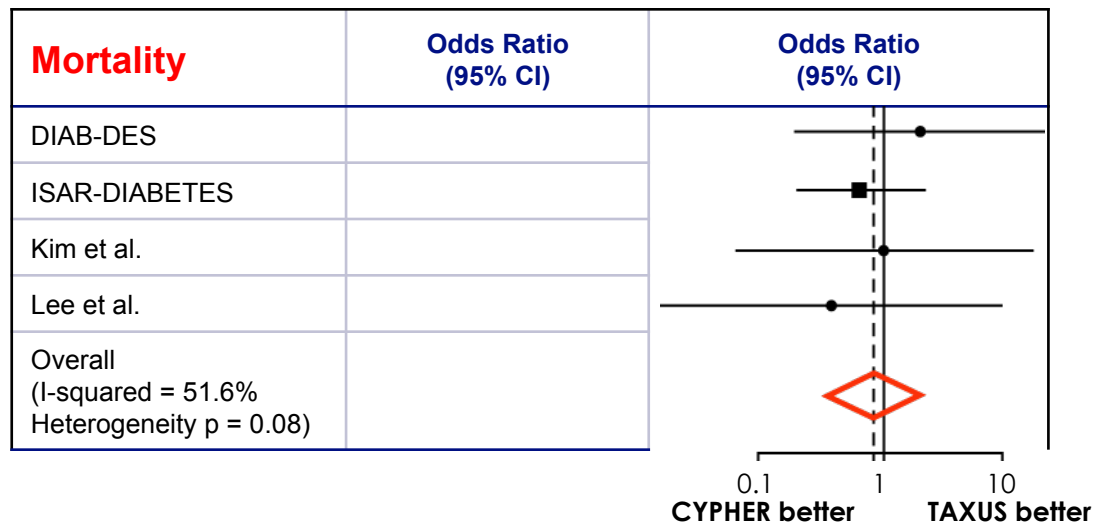 Mortality
Odds Ratio
(95% CI)
Odds Ratio
(95% CI)
DIAB-DES
ISAR-DIABETES
Kim et al.
Lee et al.
Overall
(I-squared = 51.6%
Heterogeneity p = 0.08)
0.1 1 10
CYPHER better TAXUS better